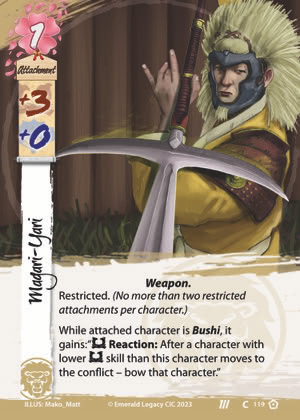 1
Attachment
+3
+0
Magari-Yari
Weapon.
Restricted. (No more than two restricted
attachments per character.)
While attached character is Bushi, it
gains:“ Reaction: After a character with
lower skill than this character moves to
the conflict – bow that character.”
ILLUS: Mako_Matt
© Emerald Legacy CIC 2023
C 119